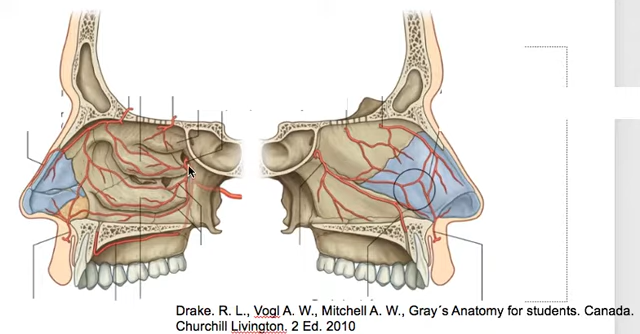 Drake. R. L., Vogl A. W., Mitchell A. W., Gray´s Anatomy for students. Canada.
Churchill Livington. 2 Ed. 2010